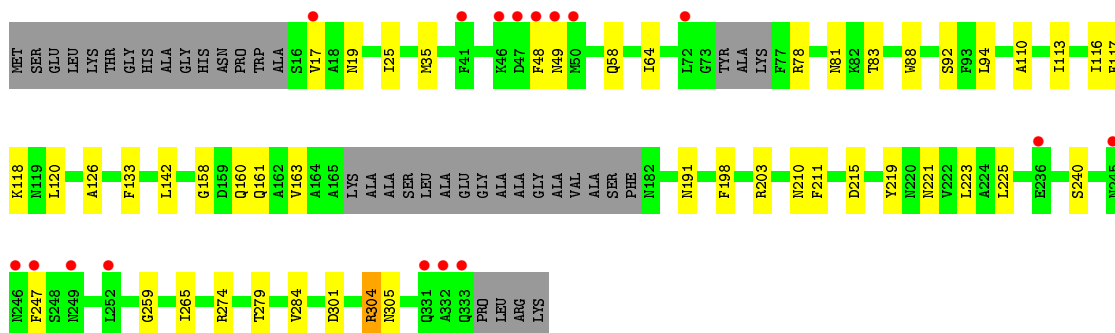 MET SER GLU LEU LYS THR GLY HIS ALA GLY HIS ASN PRO TRP ALA S16 V17 A18 N19 I25 M35 F41 K46 D47 F48 N49 M50 Q58 I64 L72 G73 TYR ALA LYS F77 R78 N81 K82 T83 W88 S92 F93 L94 A110 I113 I116 E117
K118 N119 L120 A126 F133 L142 G158 D159 Q160 Q161 A162 V163 A164 A165 LYS ALA ALA SER LEU ALA GLU GLY ALA ALA GLY ALA VAL ALA SER PHE N182 N191 F198 R203 N210 F211 D215 Y219 N220 N221 V222 L223 A224 L225 E236 S240 N245
N246 F247 S248 N249 L252 G259 I265 R274 T279 V284 D301 R304 N305 Q331 A332 Q333 PRO LEU ARG LYS